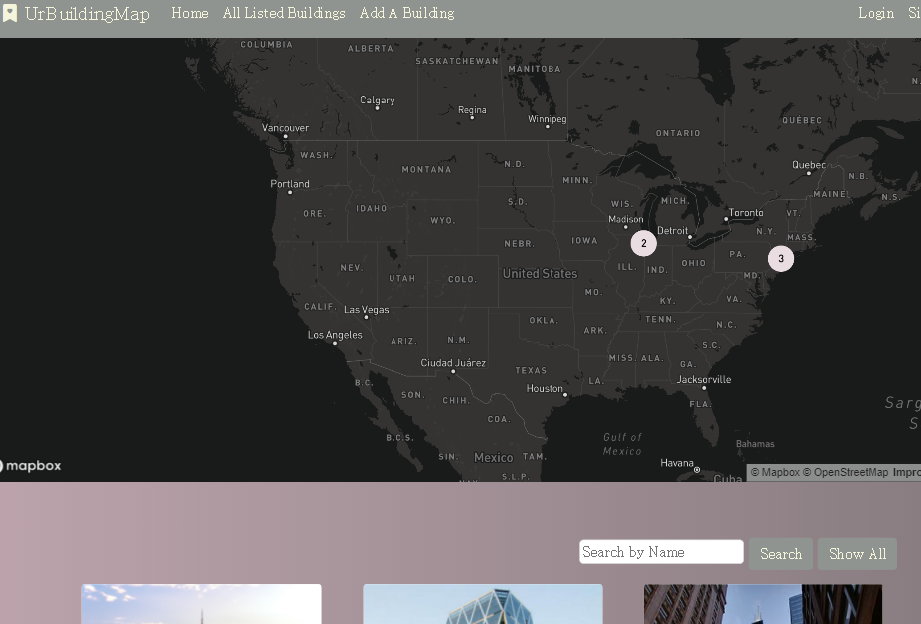 UrBuildingMap Home All Listed Buildings Add A Building Login Si
COLUMBIA
ALBERTA
SASKATCHEWAN
MANITOBA
Calgary
Regina
Winnipeg
Vancouver
ONTARIO
QUÉBEC
WASH.
MONTANA
N.D.
MINN.
Quebec
N.B.
MAINE
N.S.
Portland
ORE.
IDAHO
WYO.
S.D.
WIS.
MICH.
Madison
Toronto
VT.
Detroit
N.Y.
MASS.
NEBR.
IOWA
2
3
ILL.
IND.
OHIO
PA.
MD.
NEV.
UTAH
COLO.
United States
MO.
KY.
VA.
CALIF.
Las Vegas
OKLA.
TENN.
N.C.
Los Angeles
ARIZ.
N.M.
ARK.
S.C.
MISS.
ALA.
GA.
Ciudad Juárez
TEXAS
LA.
Jacksonville
B.C.
Houston
FLA.
SON.
CHIH.
COA.
Sarg
S
B.C.S.
Gulf of
Mexico
Bahamas
SIN.
Mexico
TAM.
Havana
S.L.P.
Cuba
mapbox
© Mapbox © OpenStreetMap Impro
Search by Name Search Show All